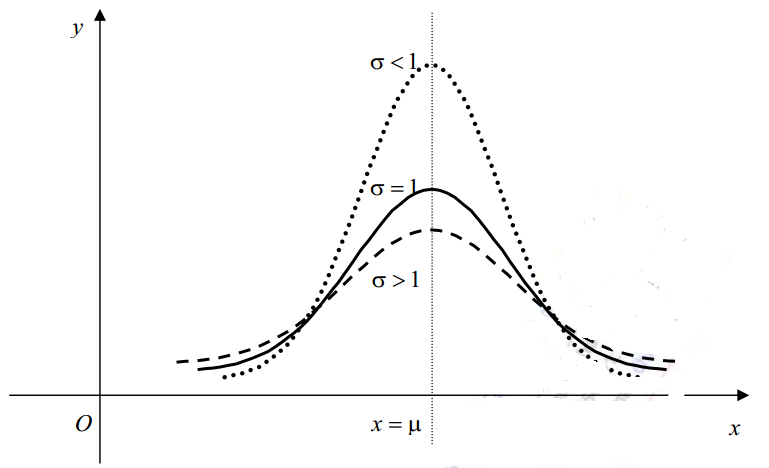 y
σ < 1
σ = 1
σ > 1
O
x = μ
x